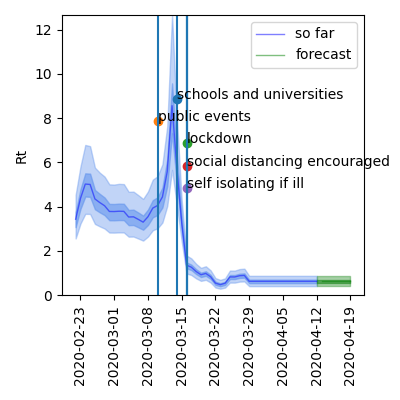 12
10
8
6
4
2
0
Rt
so far
forecast
schools and universities
public events
lockdown
social distancing encouraged
self isolating if ill
2020-02-23
2020-03-01
2020-03-08
2020-03-15
2020-03-22
2020-03-29
2020-04-05
2020-04-12
2020-04-19